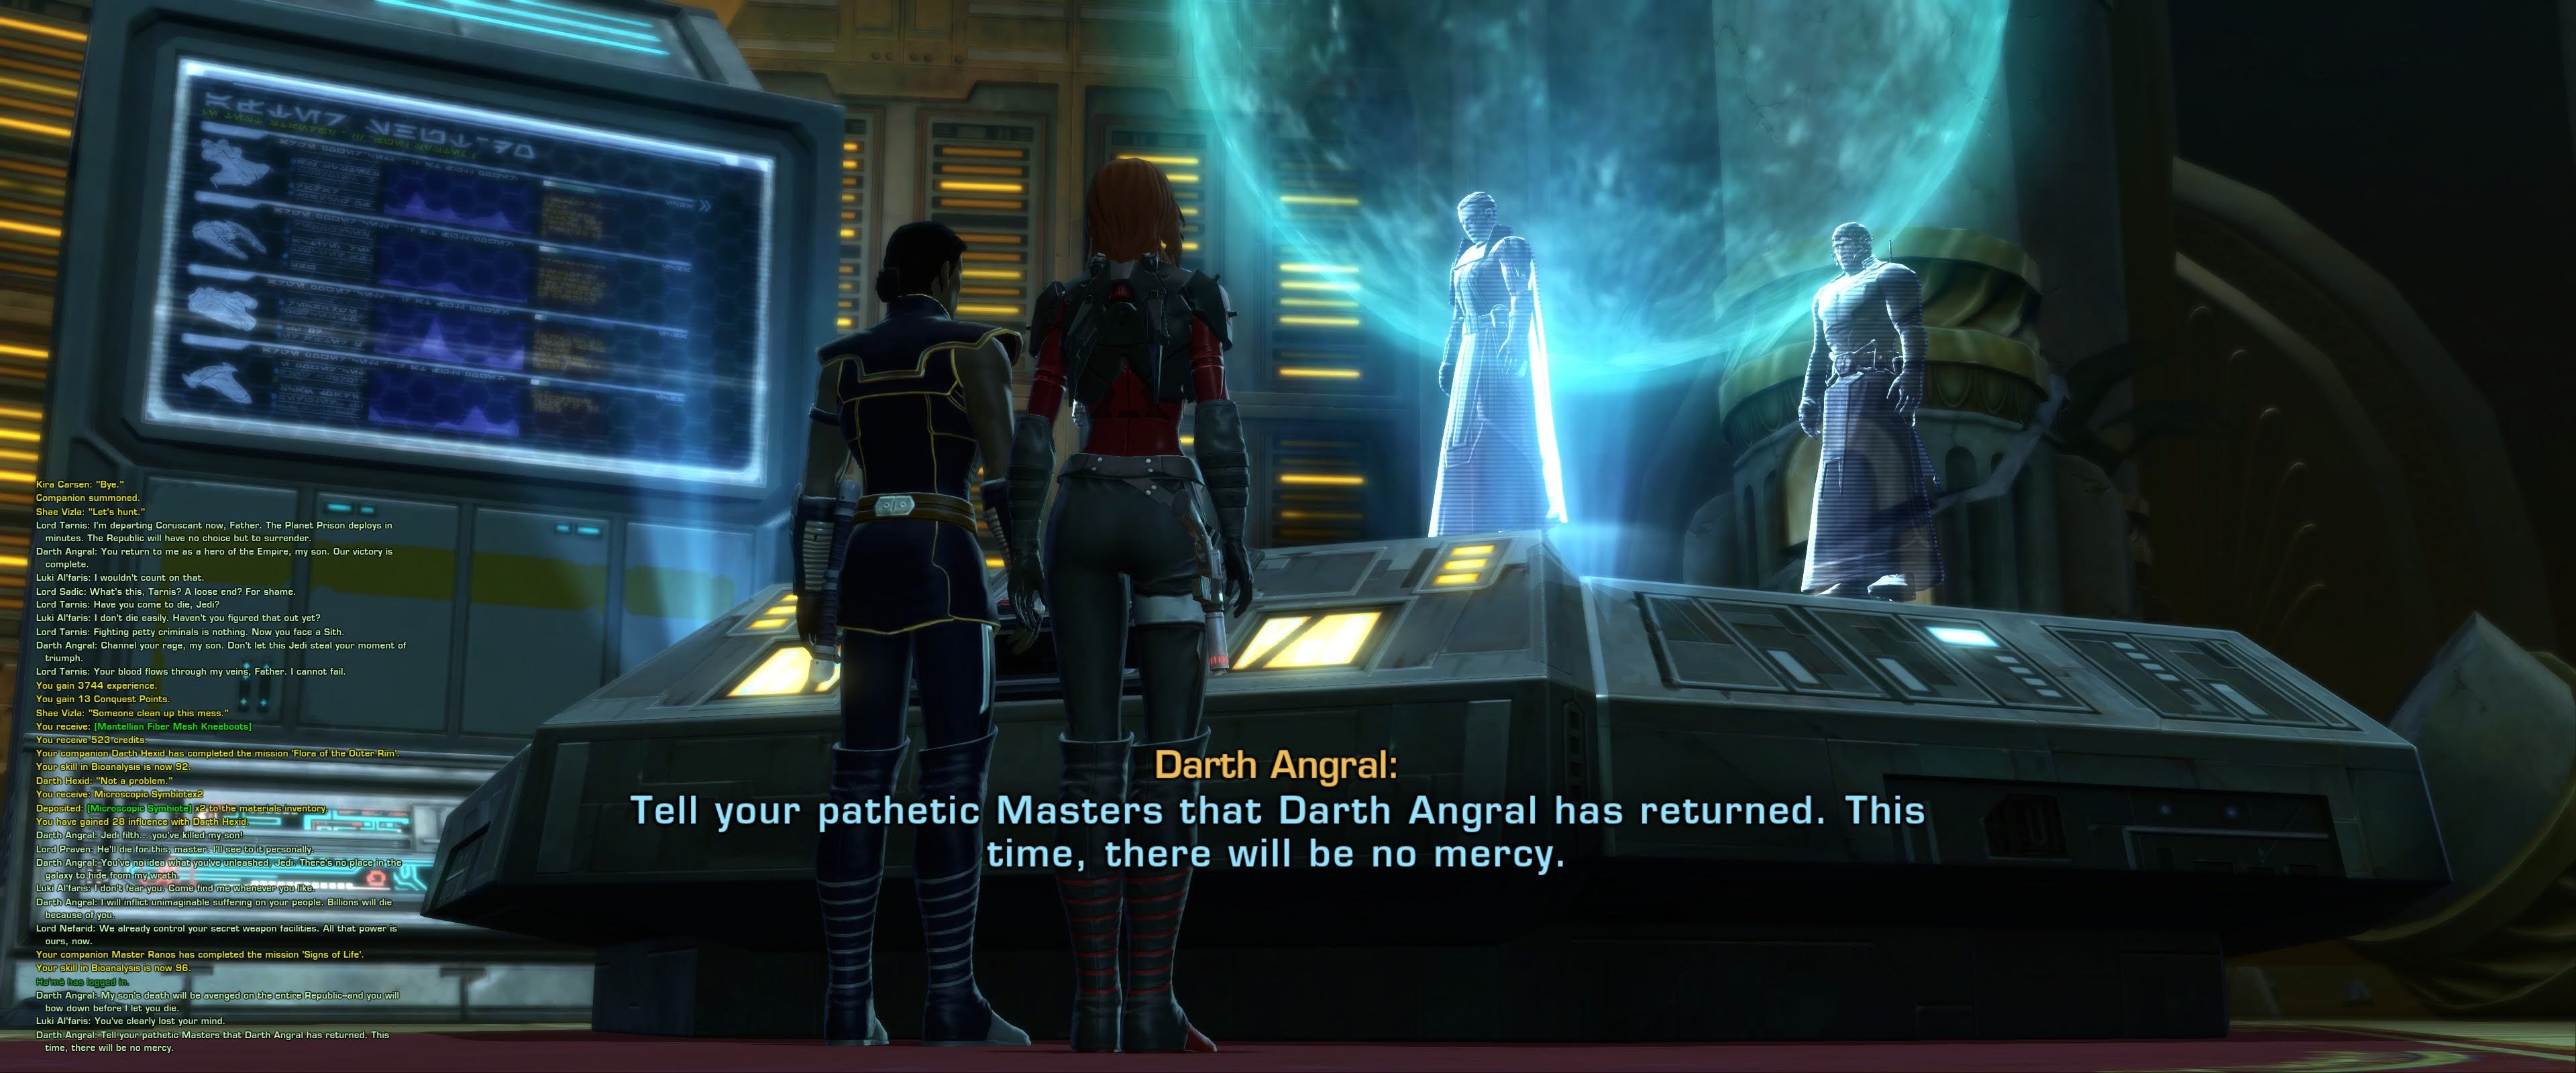 Kira Carsen: "Bye."
Companion summoned.
Shae Vizla: "Let's hunt."
Lord Tarnis: I'm departing Coruscant now, Father. The Planet Prison deploys in
minutes. The Republic will have no choice but to surrender.
Darth Angral: You return to me as a hero of the Empire, my son. Our victory is
complete.
Luki Al'faris: I wouldn't count on that.
Lord Sadic: What's this, Tarnis? A loose end? For shame.
Lord Tarnis: Have you come to die, Jedi?
Luki Al'faris: I don't die easily. Haven't you figured that out yet?
Lord Tarnis: Fighting petty criminals is nothing. Now you face a Sith.
Darth Angral: Channel your rage, my son. Don't let this Jedi steal your moment of
triumph.
Lord Tarnis: Your blood flows through my veins, Father. I cannot fail.
You gain 3744 experience.
You gain 13 Conquest Points.
Shae Vizla: "Someone clean up this mess."
You receive: [Mantellian Fiber Mesh Kneeboots]
You receive 523 credits.
Your companion Darth Hexid has completed the mission 'Flora of the Outer Rim'.
Your skill in Bioanalysis is now 92.
Darth Hexid: "Not a problem."
You receive: Microscopic Symbiotex2
Deposited: [Microscopic Symbiote] x2 to the materials inventory.
You have gained 28 influence with Darth Hexid.
Darth Angral: Jedi filth... you've killed my son!
Lord Praven: He'll die for this, master. I'll see to it personally.
Darth Angral: You've no idea what you've unleashed, Jedi. There's no place in the
galaxy to hide from my wrath.
Luki Al'faris: I don't fear you. Come find me whenever you like.
Darth Angral: I will inflict unimaginable suffering on your people. Billions will die
because of you.
Lord Nefarid: We already control your secret weapon facilities. All that power is
ours, now.
Your companion Master Ranos has completed the mission 'Signs of Life'.
Your skill in Bioanalysis is now 96.
has logged in.
Darth Angral: My son's death will be avenged on the entire Republic–and you will
bow down before I let you die.
Luki Al'faris: You've clearly lost your mind.
Darth Angral: Tell your pathetic Masters that Darth Angral has returned. This
time, there will be no mercy.
Darth Angral:
Tell your pathetic Masters that Darth Angral has returned. This
time, there will be no mercy.